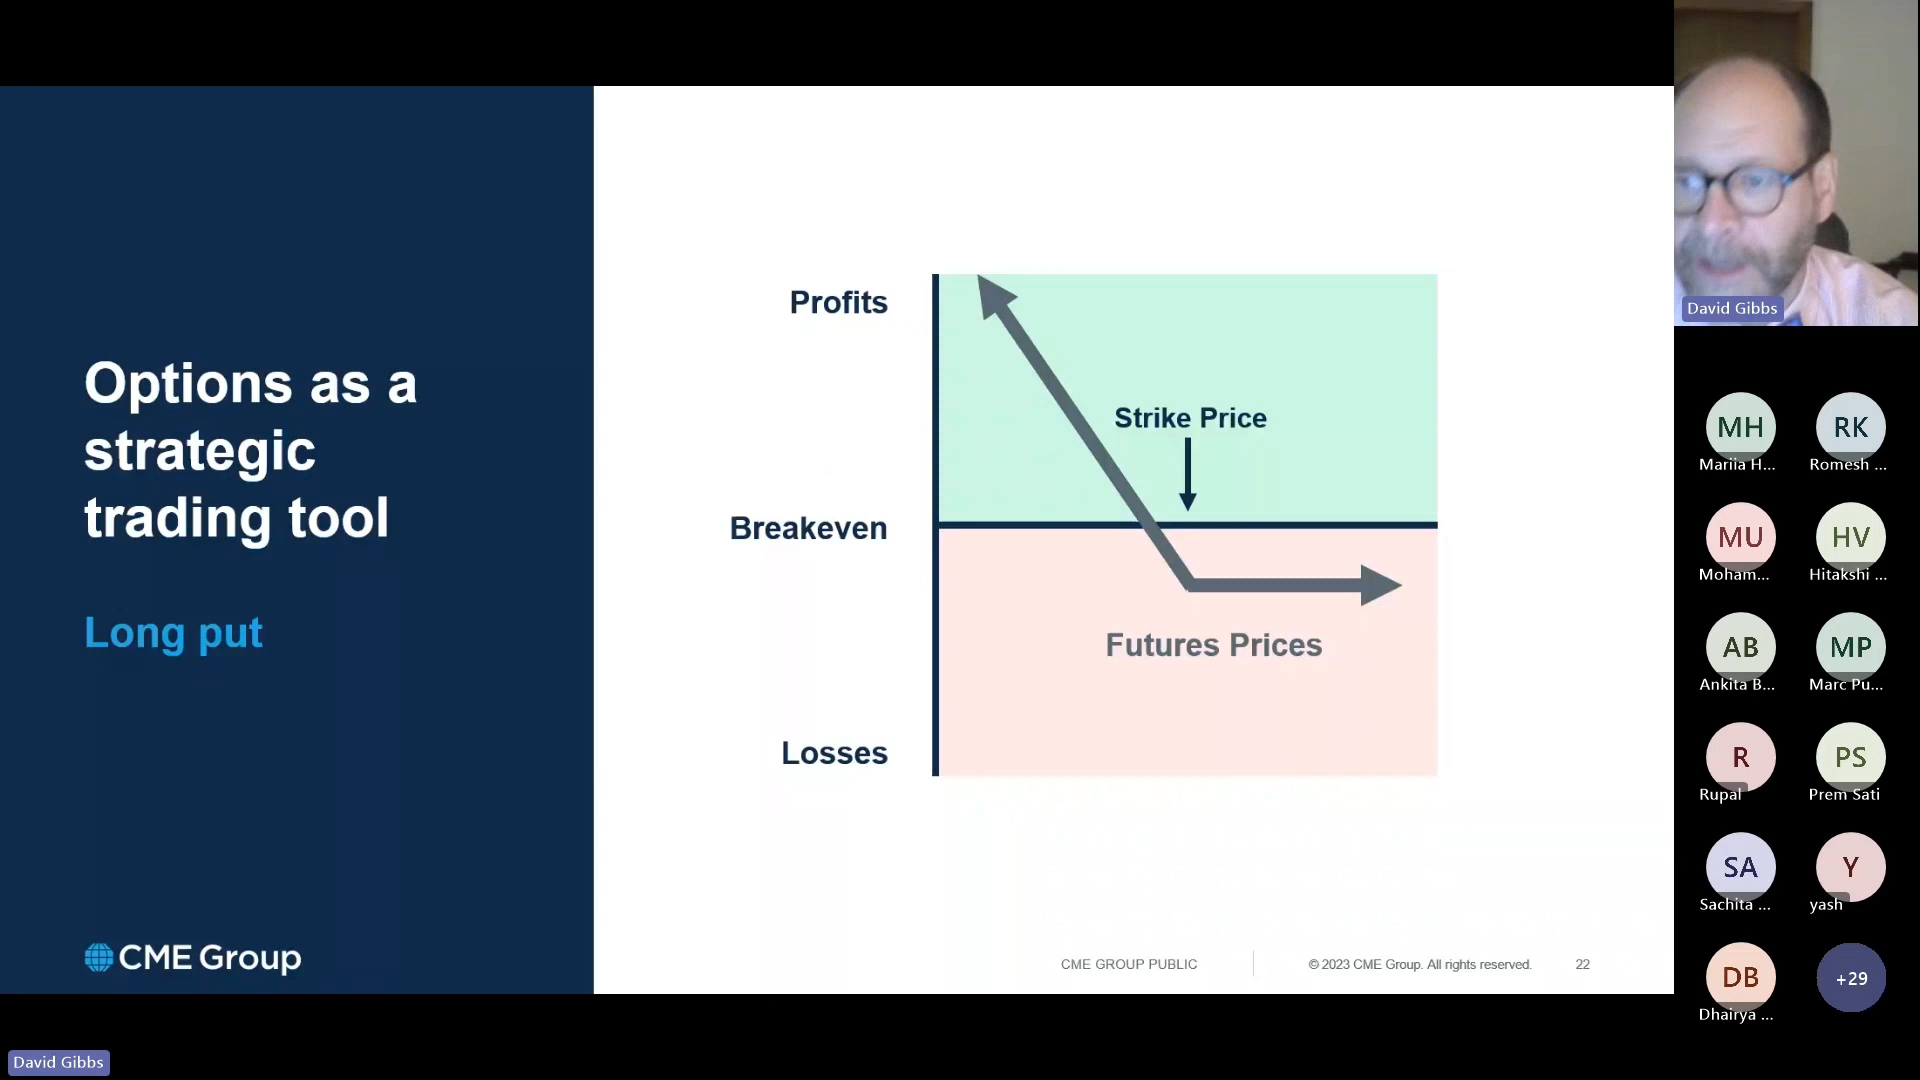 Options as a
strategic
trading tool
Long put
CME Group
Profits
Breakeven
Losses
Strike Price
Futures Prices
CME GROUP PUBLIC
© 2023 CME Group. All rights reserved.
22
David Gibbs
MH
RK
Mariia H...
Romesh ...
MU
HV
Moham...
Hitakshi ...
AB
MP
Ankita B...
Marc Pu...
R
PS
Rupal
Prem Sati
SA
Y
Sachita ...
yash
DB
+29
Dhairya ...
David Gibbs